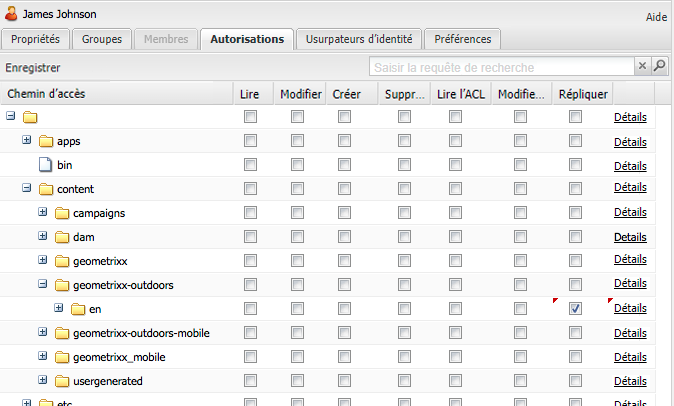 James Johnson
Aide
Propriétés Groupes Membres Autorisations Usurpateurs d'identité Préférences
Enregistrer Saisir la requête de recherche
Chemin d'accès Lire Modifier Créer Suppr... Lire l'ACL Modifie... Répliquer
Détails
apps Détails
bin Détails
content Détails
campaigns Détails
dam Détails
geometrixx Détails
geometrixx-outdoors Détails
en Détails
geometrixx-outdoors-mobile Détails
geometrixx_mobile Détails
usergenerated Détails
etc Détails